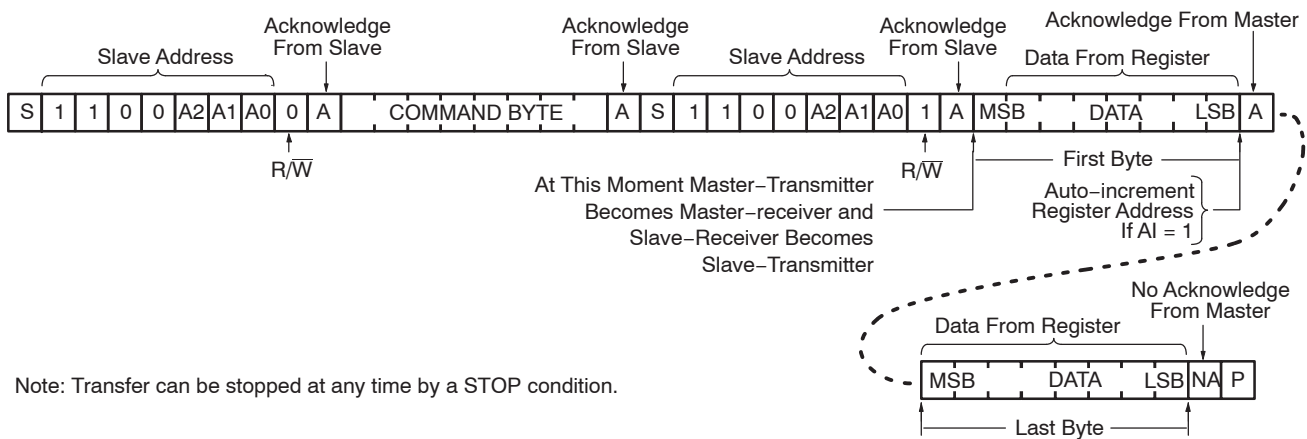 Acknowledge From Slave
Acknowledge From Slave
Acknowledge From Slave
Acknowledge From Master
Slave Address
Slave Address
Data From Register
S 1 1 0 0 A2 A1 A0 0 A COMMAND BYTE A S 1 1 0 0 A2 A1 A0 1 A MSB DATA LSB A
R/W̅
R/W̅
First Byte
At This Moment Master–Transmitter
Becomes Master–receiver and
Slave–Receiver Becomes
Slave–Transmitter
Auto–increment
Register Address
If AI = 1
No Acknowledge
From Master
Data From Register
MSB DATA LSB NA P
Last Byte
Note: Transfer can be stopped at any time by a STOP condition.